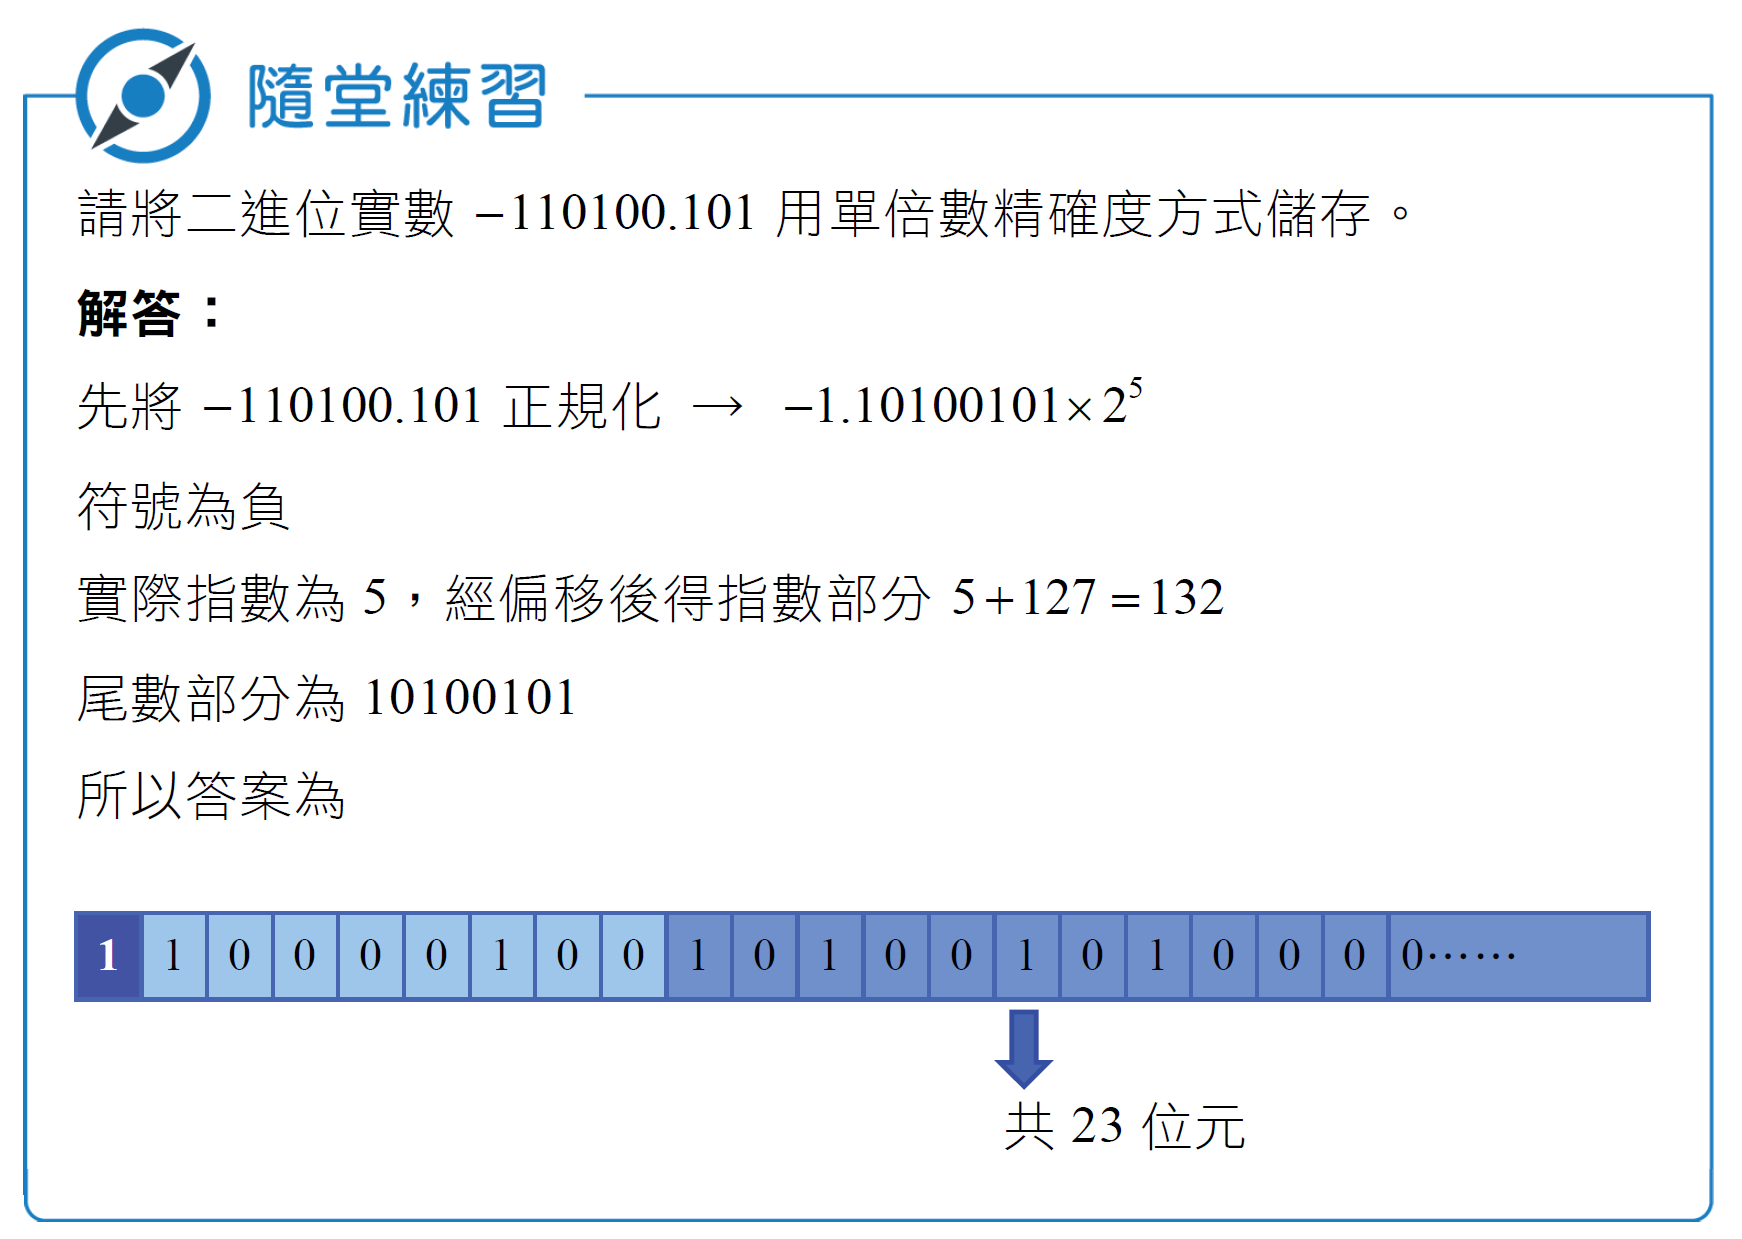 隨堂練習
請將二進位實數 −110100.101 用單倍數精確度方式儲存。
解答：
先將 −110100.101 正規化 → −1.10100101×2⁵
符號為負
實際指數為 5，經偏移後得指數部分 5+127=132
尾數部分為 10100101
所以答案為
1 1 0 0 0 0 1 0 0 1 0 1 0 0 1 0 1 0 0 0 0⋯⋯
共 23 位元